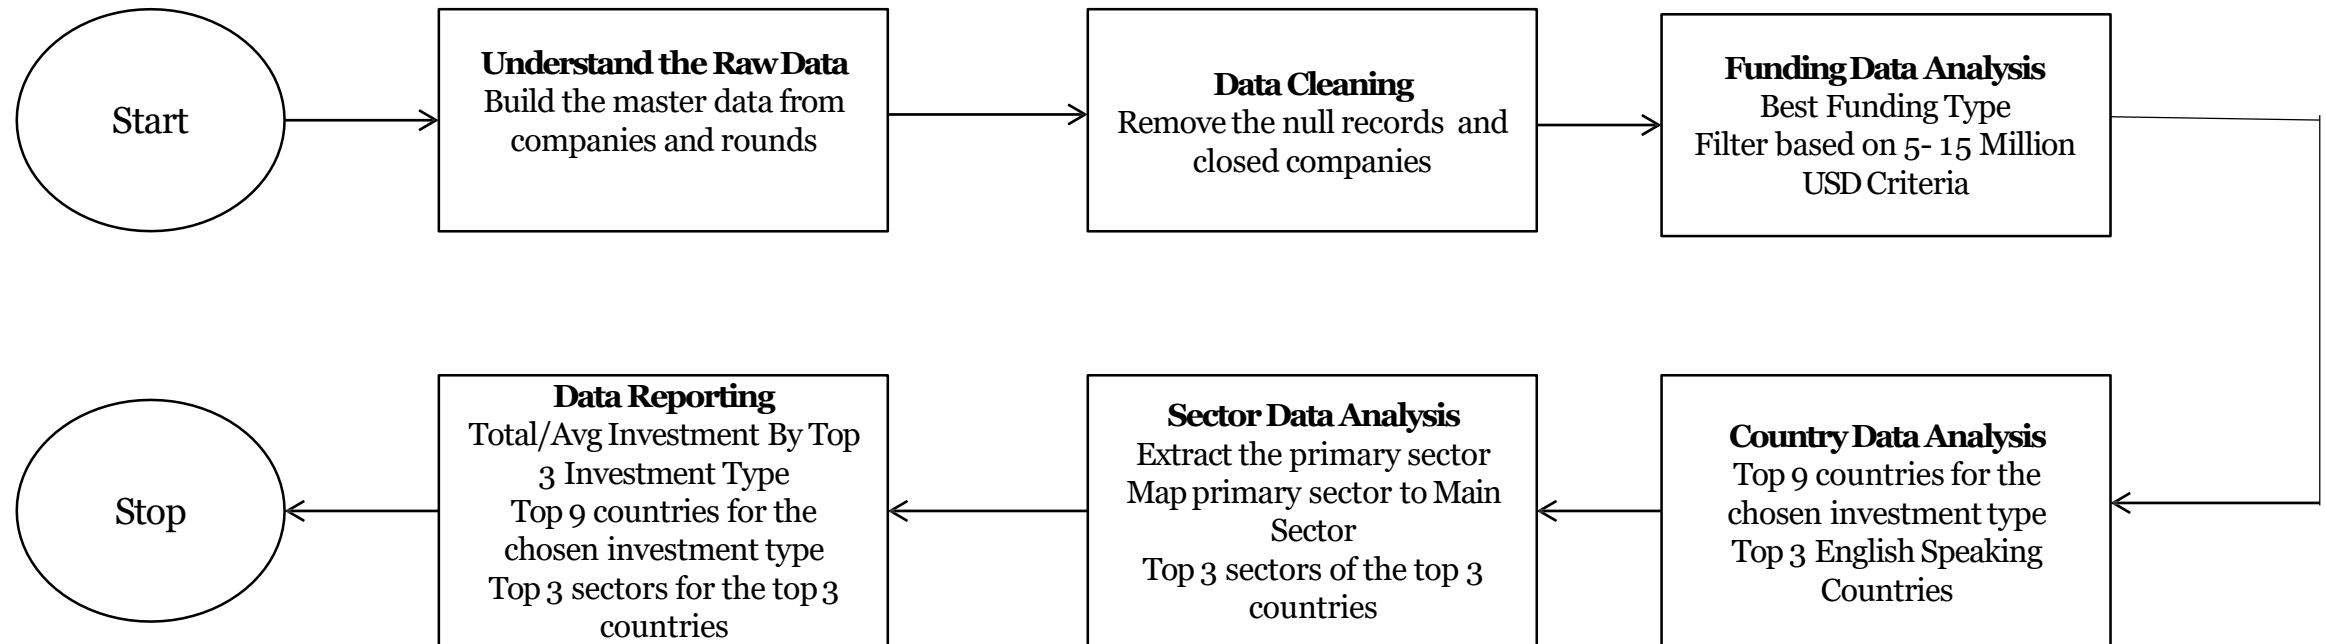 Start
Understand the Raw Data
Build the master data from
companies and rounds
Data Cleaning
Remove the null records and
closed companies
Funding Data Analysis
Best Funding Type
Filter based on 5- 15 Million
USD Criteria
Country Data Analysis
Top 9 countries for the
chosen investment type
Top 3 English Speaking
Countries
Sector Data Analysis
Extract the primary sector
Map primary sector to Main
Sector
Top 3 sectors of the top 3
countries
Data Reporting
Total/Avg Investment By Top
3 Investment Type
Top 9 countries for the
chosen investment type
Top 3 sectors for the top 3
countries
Stop